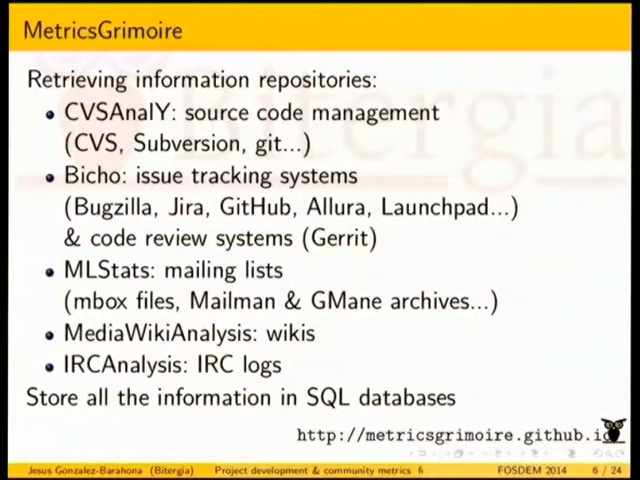 MetricsGrimoire
Retrieving information repositories:
• CVSAnalY: source code management
(CVS, Subversion, git...)
• Bicho: issue tracking systems
(Bugzilla, Jira, GitHub, Allura, Launchpad...)
& code review systems (Gerrit)
• MLStats: mailing lists
(mbox files, Mailman & GMane archives...)
• MediaWikiAnalysis: wikis
• IRCAnalysis: IRC logs
Store all the information in SQL databases
http://metricsgrimoire.github.i
Jesus Gonzalez-Barahona (Bitergia) Project development & community metrics FOSDEM 2014 6 / 24
Bitergia